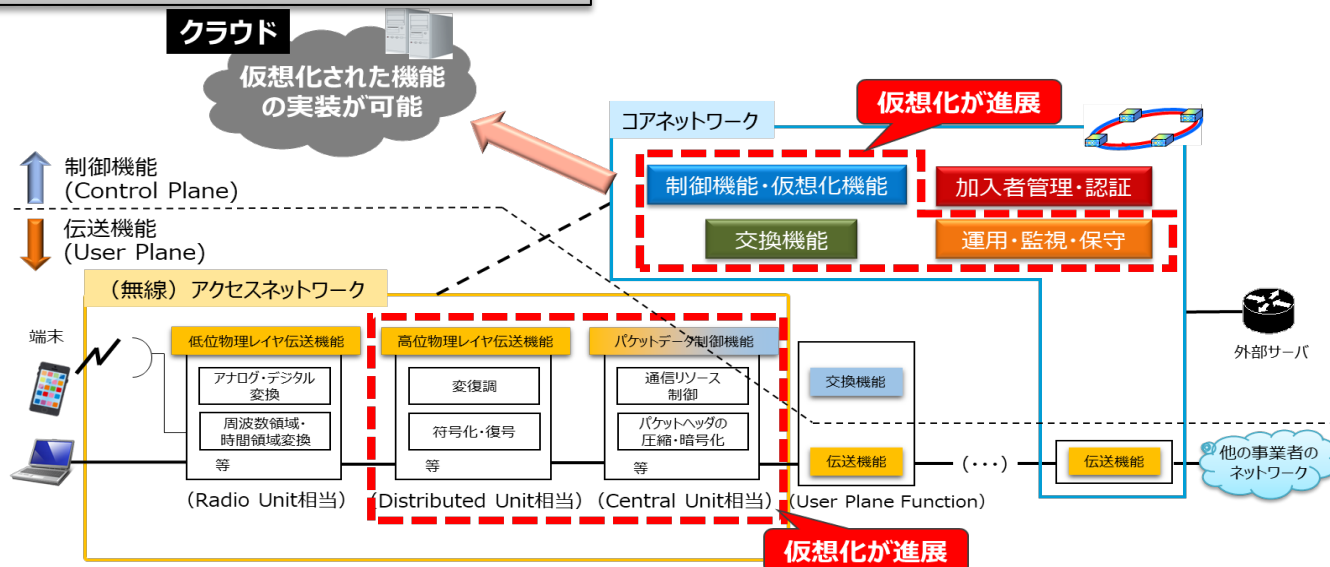 クラウド
仮想化された機能
の実装が可能
仮想化が進展
コアネットワーク
制御機能
(Control Plane)
制御機能・仮想化機能
加入者管理・認証
伝送機能
(User Plane)
交換機能
運用・監視・保守
（無線）アクセスネットワーク
端末
低位物理レイヤ伝送機能
高位物理レイヤ伝送機能
パケットデータ制御機能
外部サーバ
アナログ・デジタル
変換
変復調
通信リソース
制御
交換機能
周波数領域・
時間領域変換
符号化・復号
パケットヘッダの
圧縮・暗号化
等
等
等
伝送機能
(・・・)
伝送機能
他の事業者の
ネットワーク
(Radio Unit相当)
(Distributed Unit相当)
(Central Unit相当)
(User Plane Function)
仮想化が進展